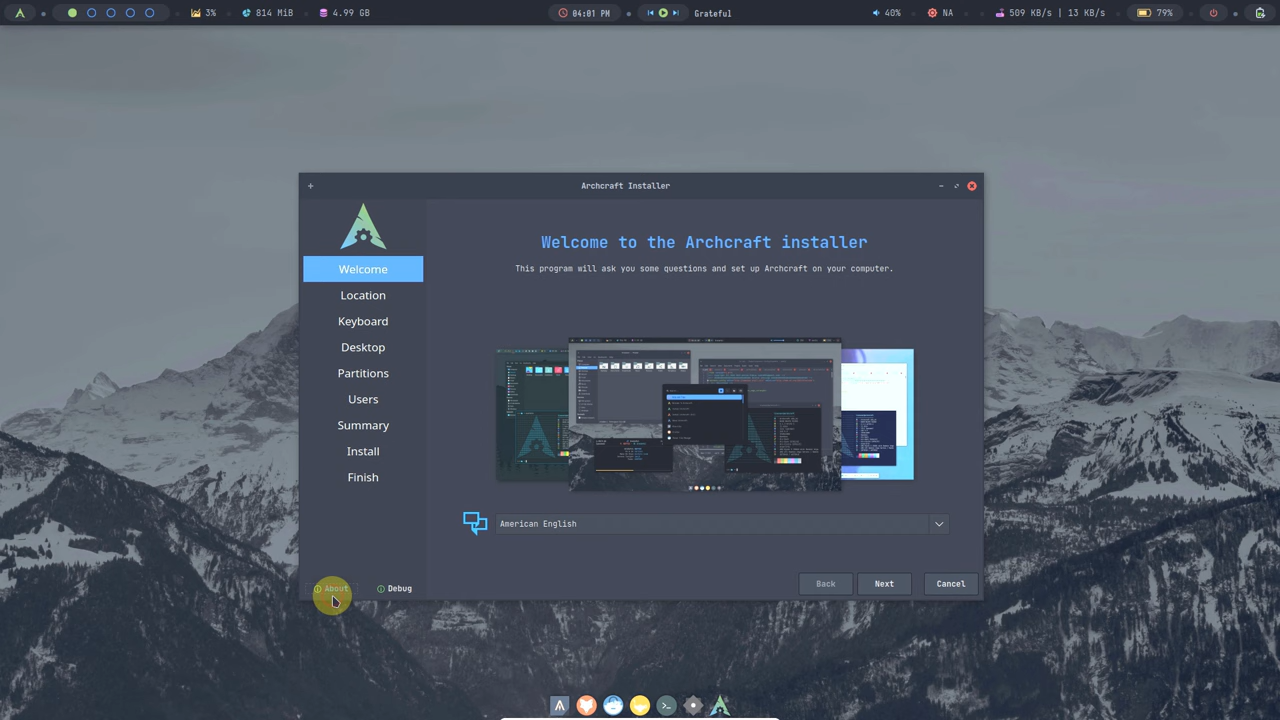 3% 814 MiB 4.99 GB 04:01 PM Grateful 40% NA 509 KB/s | 13 KB/s 79%
Archcraft Installer
Welcome to the Archcraft installer
This program will ask you some questions and set up Archcraft on your computer.
Welcome
Location
Keyboard
Desktop
Partitions
Users
Summary
Install
Finish
American English
About Debug
Back Next Cancel